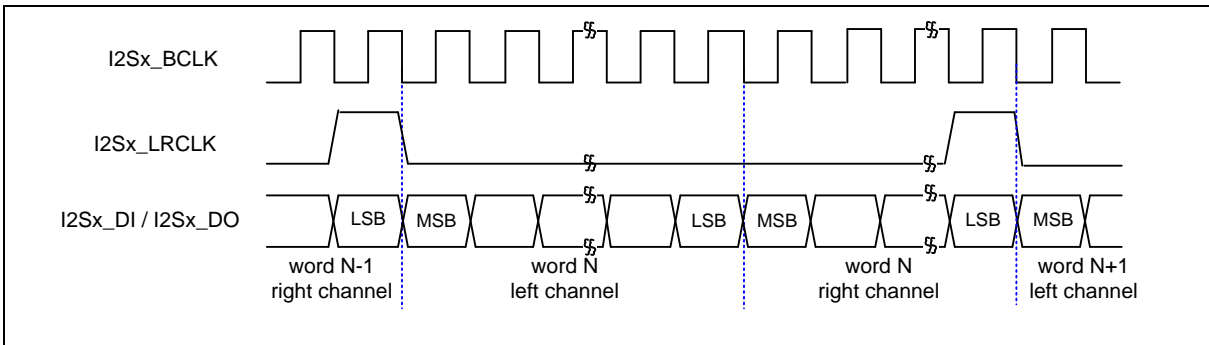 I2Sx_BCLK
I2Sx_LRCLK
I2Sx_DI / I2Sx_DO
LSB
MSB
LSB
MSB
LSB
MSB
word N-1
right channel
word N
left channel
word N
right channel
word N+1
left channel